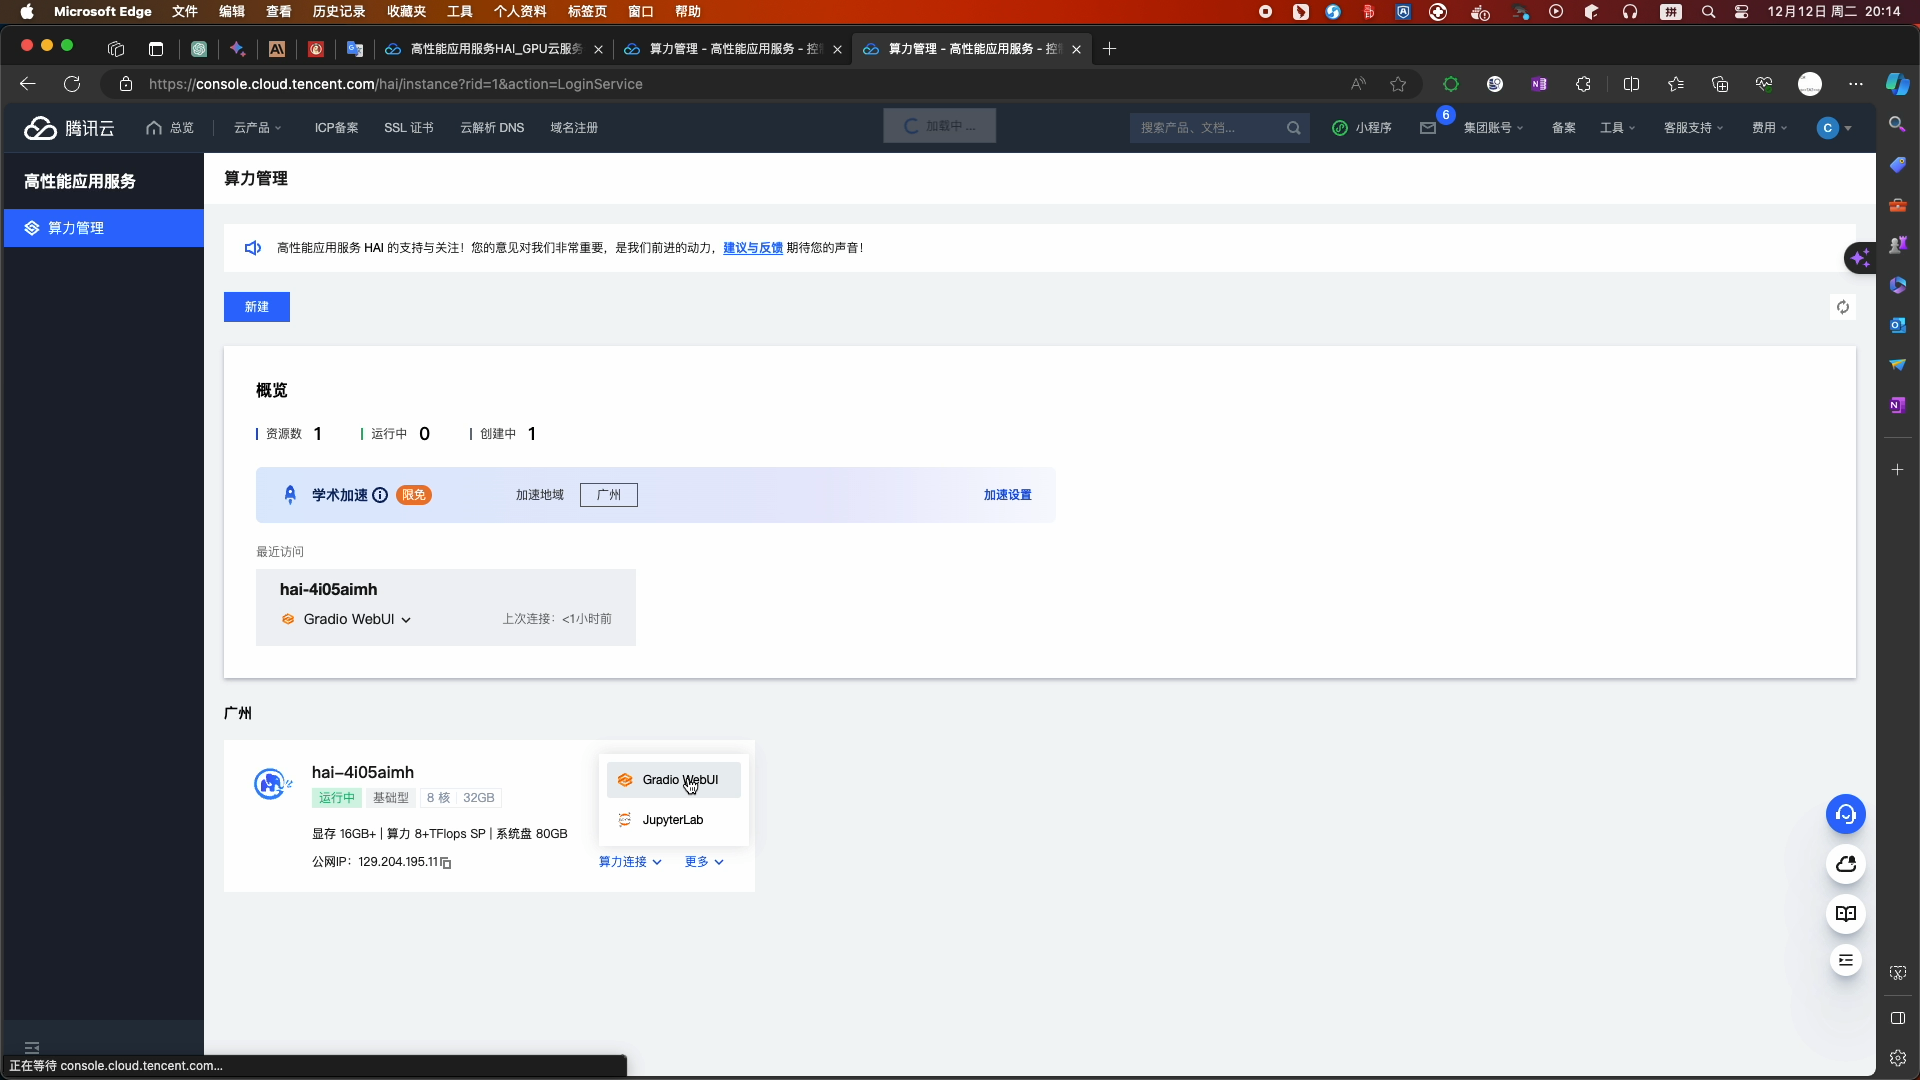 Microsoft Edge 文件 编辑 查看 历史记录 收藏夹 工具 个人资料 标签页 窗口 帮助
拼 12月12日 周二 20:14
高性能应用服务HAI_GPU云服务
算力管理 - 高性能应用服务 - 控
算力管理 - 高性能应用服务 - 控
https://console.cloud.tencent.com/hai/instance?rid=1&action=LoginService
腾讯云 总览 云产品 ICP备案 SSL 证书 云解析 DNS 域名注册 加载中 ... 搜索产品、文档... 小程序 6 集团账号 备案 工具 客服支持 费用 C
高性能应用服务
算力管理
算力管理
高性能应用服务 HAI 的支持与关注！您的意见对我们非常重要，是我们前进的动力，建议与反馈 期待您的声音！
新建
概览
资源数 1 运行中 0 创建中 1
学术加速 限免 加速地域 广州 加速设置
最近访问
hai-4i05aimh
Gradio WebUI 上次连接：<1小时前
广州
hai-4i05aimh
运行中 基础型 8 核 32GB
显存 16GB+ | 算力 8+TFlops SP | 系统盘 80GB
公网IP：129.204.195.11
Gradio WebUI
JupyterLab
算力连接 更多
正在等待 console.cloud.tencent.com...